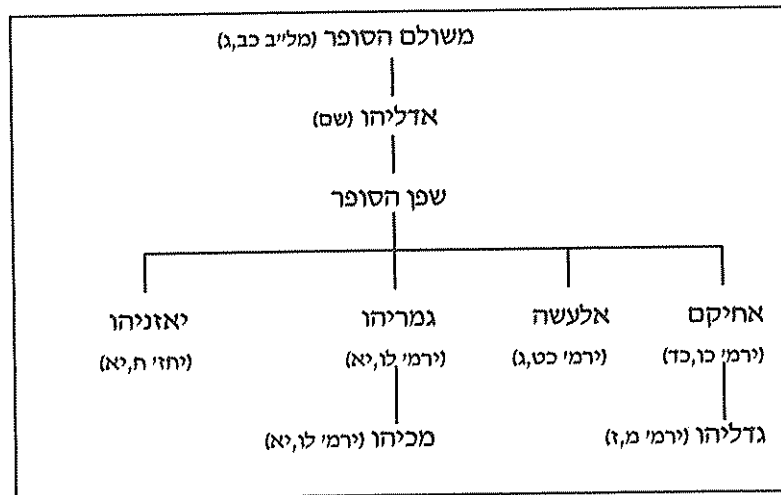 משולם הסופר (מל״ב כב,ג)
אדליהו (שם)
שפן הסופר
אחיקם אלעשה גמריהו יאזניהו
(ירמ׳ כו,כד) (ירמ׳ כט,ג) (ירמ׳ לו,יא) (יחז׳ ח,יא)
גדליהו (ירמ׳ מ,ז) מכיהו (ירמ׳ לו,יא)